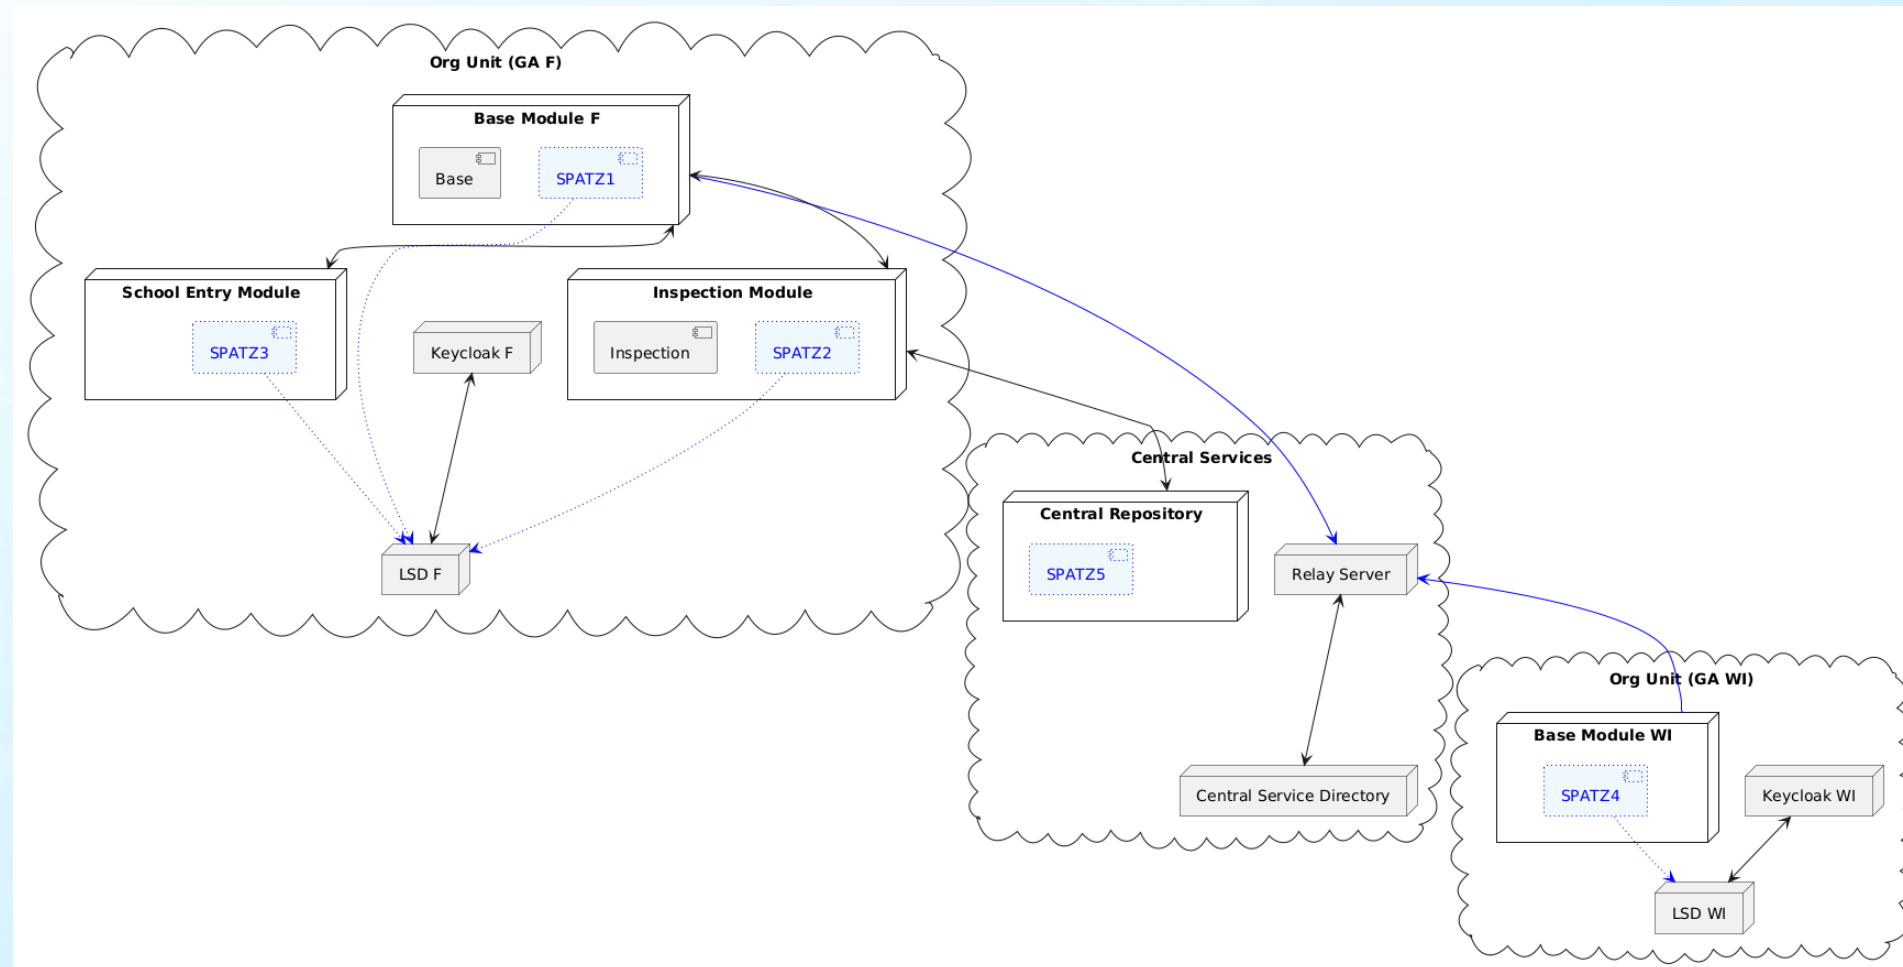 Org Unit (GA F)
Base Module F
Base
SPATZ1
School Entry Module
SPATZ3
Keycloak F
Inspection Module
Inspection
SPATZ2
LSD F
Central Services
Central Repository
SPATZ5
Relay Server
Central Service Directory
Org Unit (GA WI)
Base Module WI
SPATZ4
Keycloak WI
LSD WI